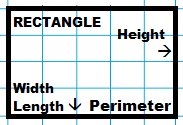 RECTANGLE
Height
→
Width
Length ↓ Perimeter